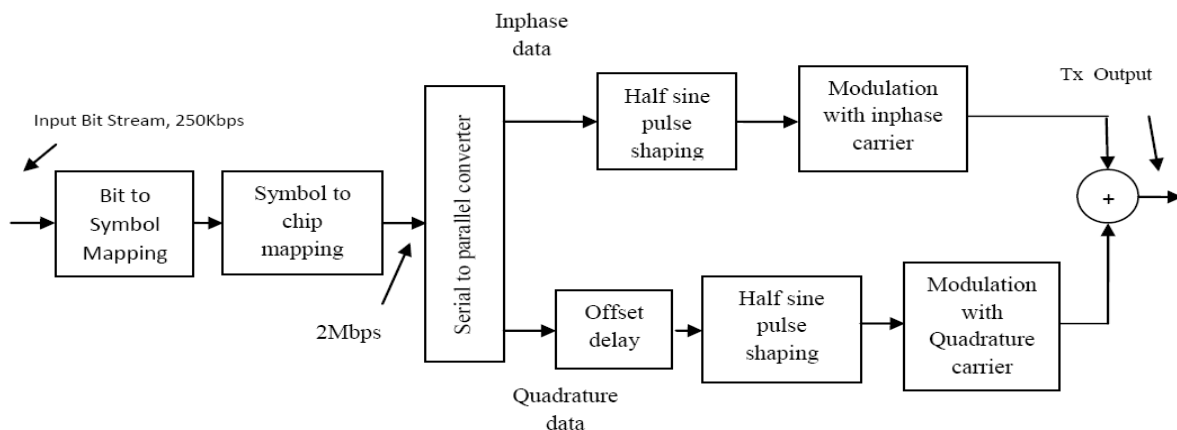 Inphase
data
Tx Output
Input Bit Stream, 250Kbps
Half sine
pulse
shaping
Modulation
with inphase
carrier
Bit to
Symbol
Mapping
Symbol to
chip
mapping
Serial to parallel converter
+
2Mbps
Offset
delay
Half sine
pulse
shaping
Modulation
with
Quadrature
carrier
Quadrature
data